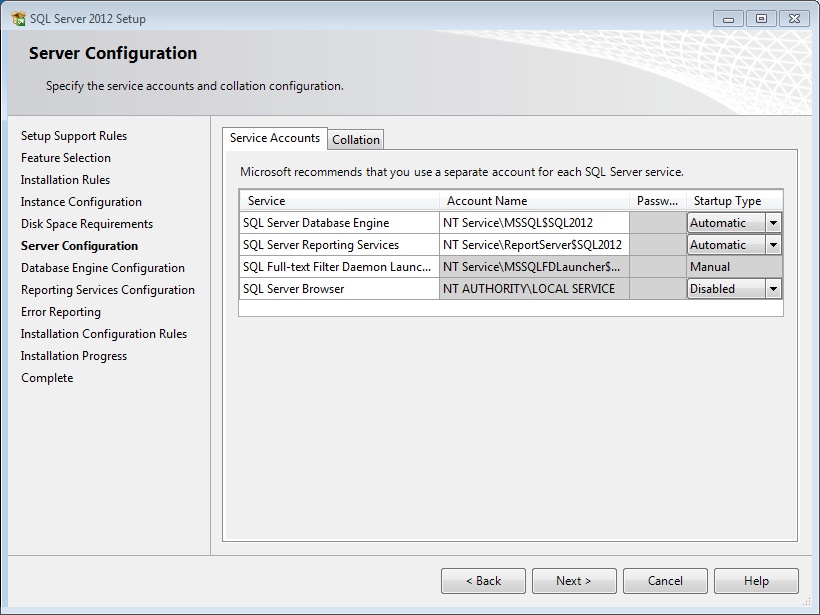 SQL Server 2012 Setup
Server Configuration
Specify the service accounts and collation configuration.
Setup Support Rules
Feature Selection
Installation Rules
Instance Configuration
Disk Space Requirements
Server Configuration
Database Engine Configuration
Reporting Services Configuration
Error Reporting
Installation Configuration Rules
Installation Progress
Complete
Service Accounts Collation
Microsoft recommends that you use a separate account for each SQL Server service.
Service Account Name Passw... Startup Type
SQL Server Database Engine NT Service\MSSQL$SQL2012 Automatic
SQL Server Reporting Services NT Service\ReportServer$SQL2012 Automatic
SQL Full-text Filter Daemon Launc... NT Service\MSSQLFDLauncher$... Manual
SQL Server Browser NT AUTHORITY\LOCAL SERVICE Disabled
< Back Next > Cancel Help